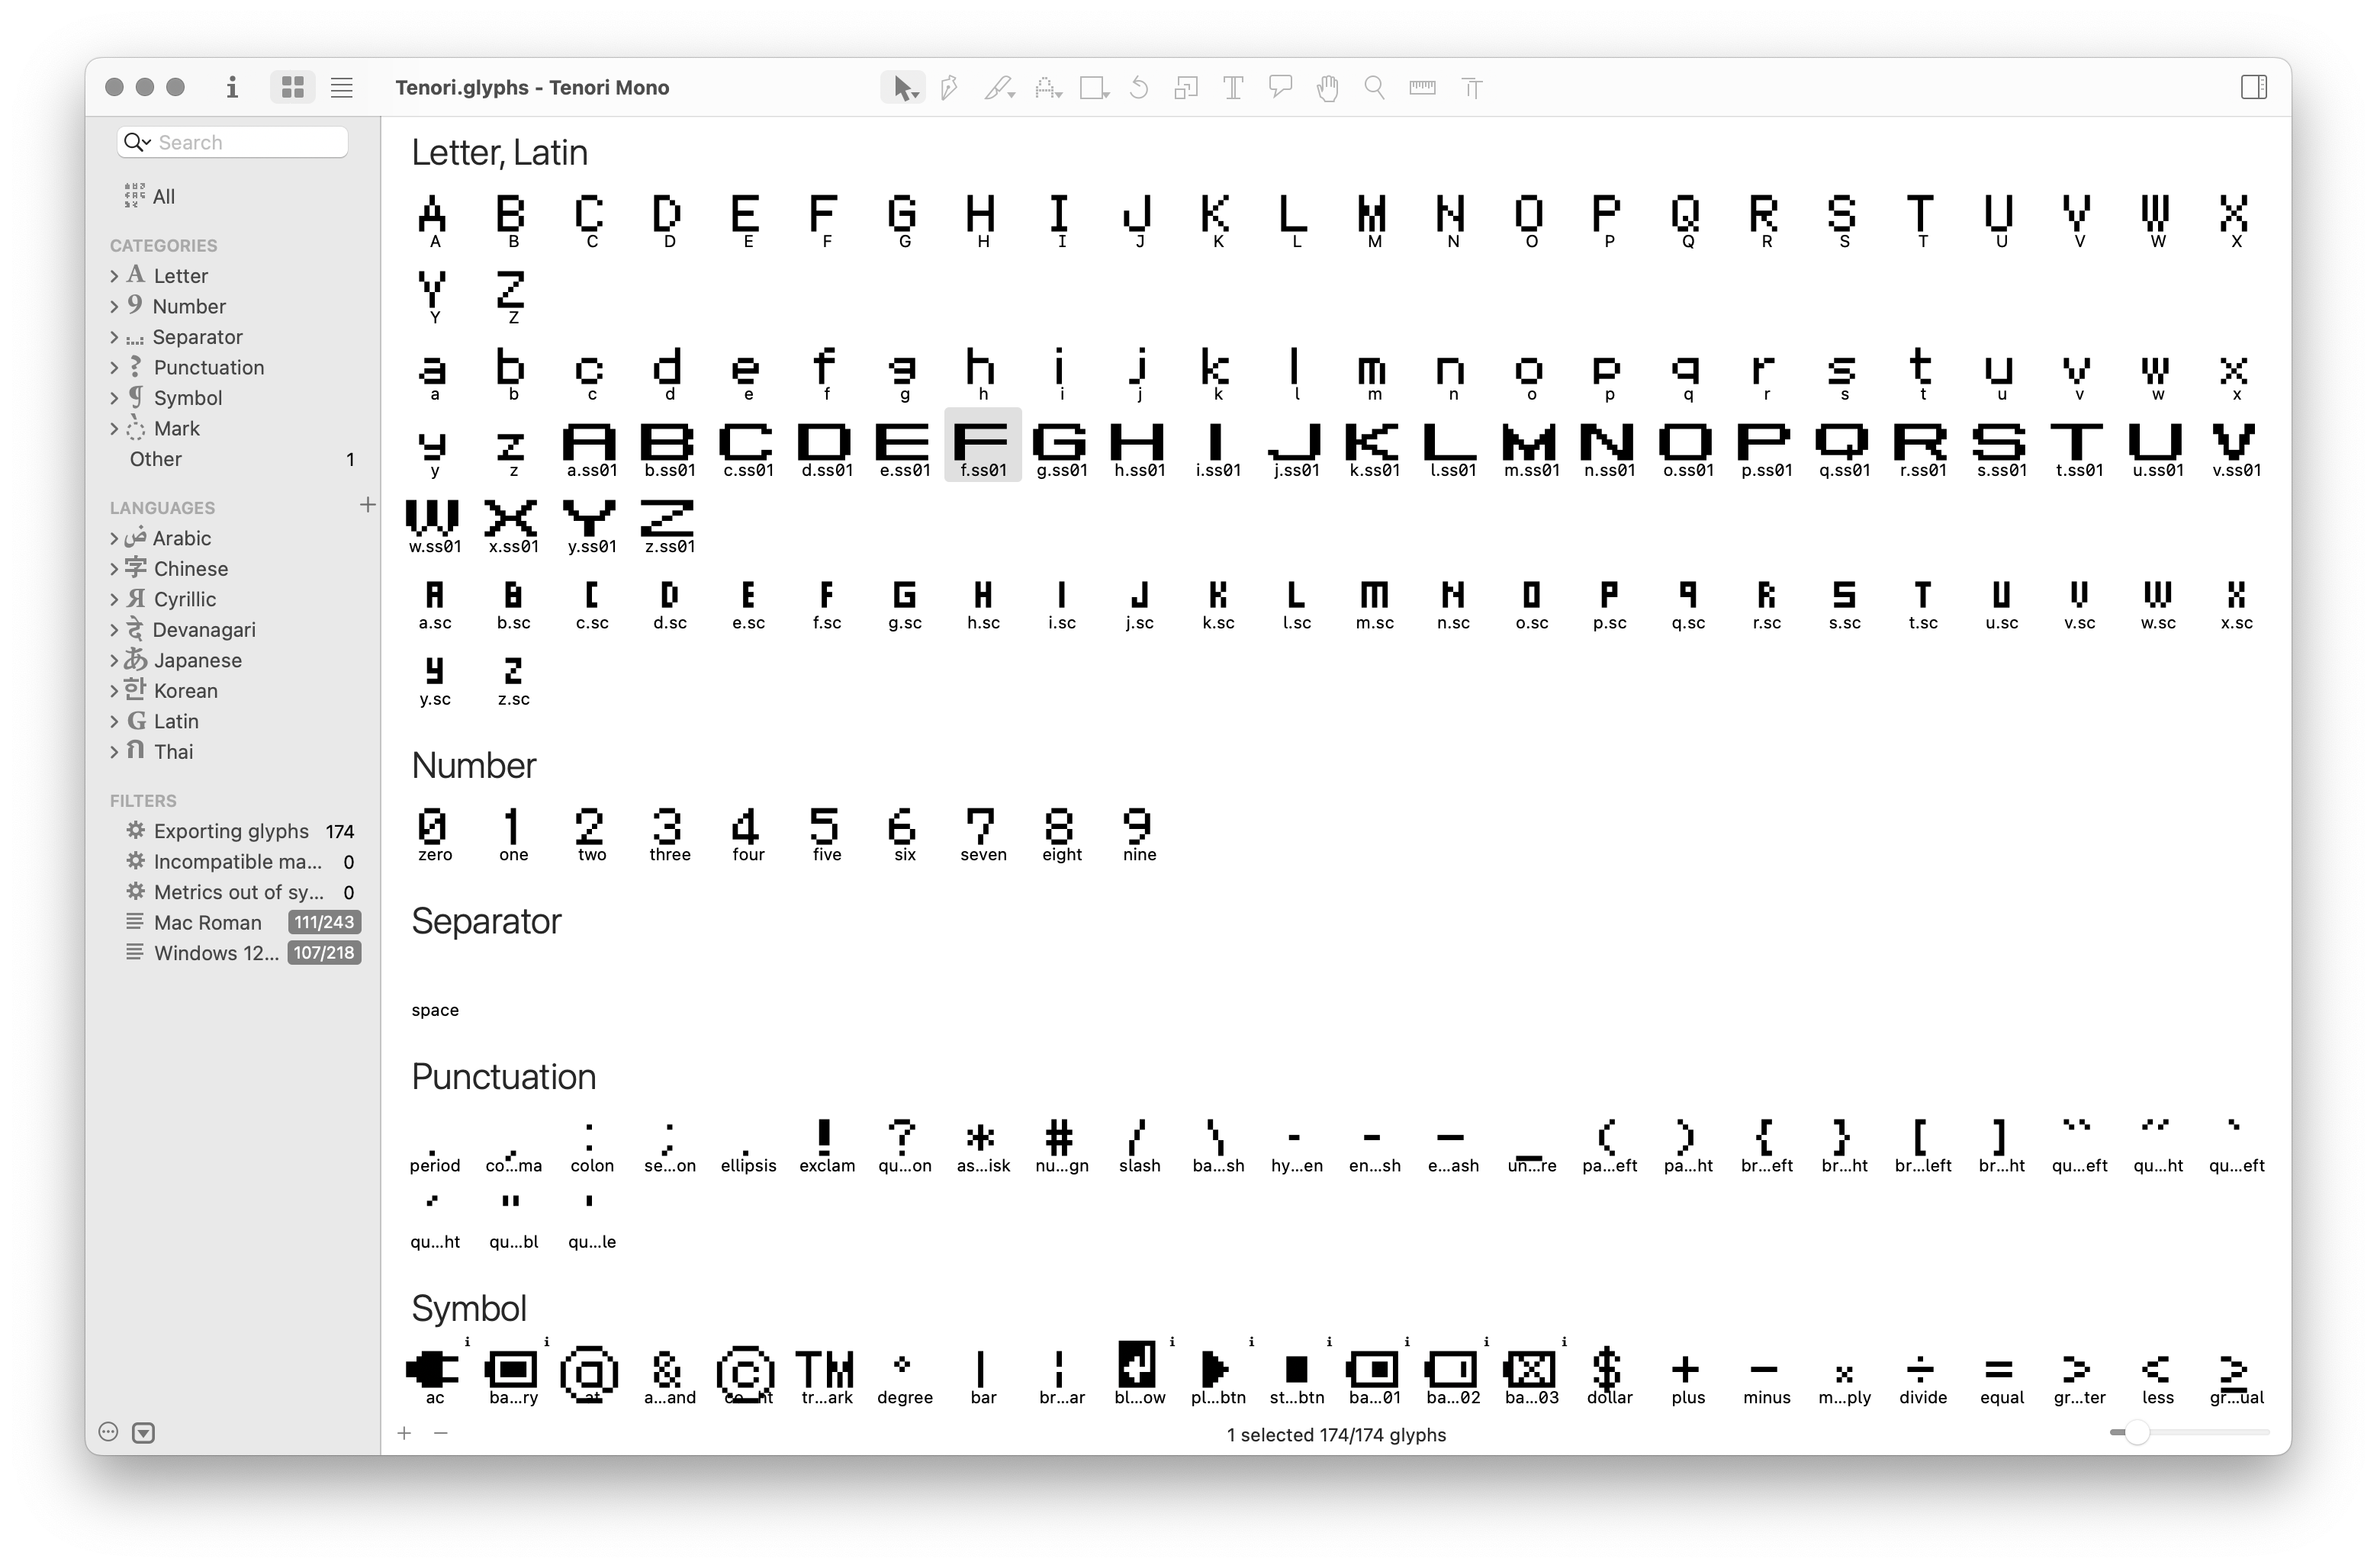 Tenori.glyphs - Tenori Mono
Search
All
CATEGORIES
Letter
Number
Separator
Punctuation
Symbol
Mark
Other 1
LANGUAGES
Arabic
Chinese
Cyrillic
Devanagari
Japanese
Korean
Latin
Thai
FILTERS
Exporting glyphs 174
Incompatible ma... 0
Metrics out of sy... 0
Mac Roman 111/243
Windows 12... 107/218
Letter, Latin
A B C D E F G H I J K L M N O P Q R S T U V W X
A B C D E F G H I J K L M N O P Q R S T U V W X
Y Z
Y Z
a b c d e f g h i j k l m n o p q r s t u v w x
a b c d e f g h i j k l m n o p q r s t u v w x
y z A B C D E F G H I J K L M N O P Q R S T U V
y z a.ss01 b.ss01 c.ss01 d.ss01 e.ss01 f.ss01 g.ss01 h.ss01 i.ss01 j.ss01 k.ss01 l.ss01 m.ss01 n.ss01 o.ss01 p.ss01 q.ss01 r.ss01 s.ss01 t.ss01 u.ss01 v.ss01
W X Y Z
w.ss01 x.ss01 y.ss01 z.ss01
A B C D E F G H I J K L M N O P Q R S T U V W X
a.sc b.sc c.sc d.sc e.sc f.sc g.sc h.sc i.sc j.sc k.sc l.sc m.sc n.sc o.sc p.sc q.sc r.sc s.sc t.sc u.sc v.sc w.sc x.sc
Y Z
y.sc z.sc
Number
0 1 2 3 4 5 6 7 8 9
zero one two three four five six seven eight nine
Separator
space
Punctuation
. , : ; . ! ? * # / \ - – — _ ( ) { } [ ] “ ” ‘
period co...ma colon se...on ellipsis exclam qu...on as...isk nu...gn slash ba...sh hy...en en...sh e...ash un...re pa...eft pa...ht br...eft br...ht br...left br...ht qu...eft qu...ht qu...eft
’ " '
qu...ht qu...bl qu...le
Symbol
@ & © TM ° | ¦ $ + − × ÷ = > < ≥
ac ba...ry at a...and co...ht tr...ark degree bar br...ar bl...ow pl...btn st...btn ba...01 ba...02 ba...03 dollar plus minus m...ply divide equal gr...ter less gr...ual
1 selected 174/174 glyphs